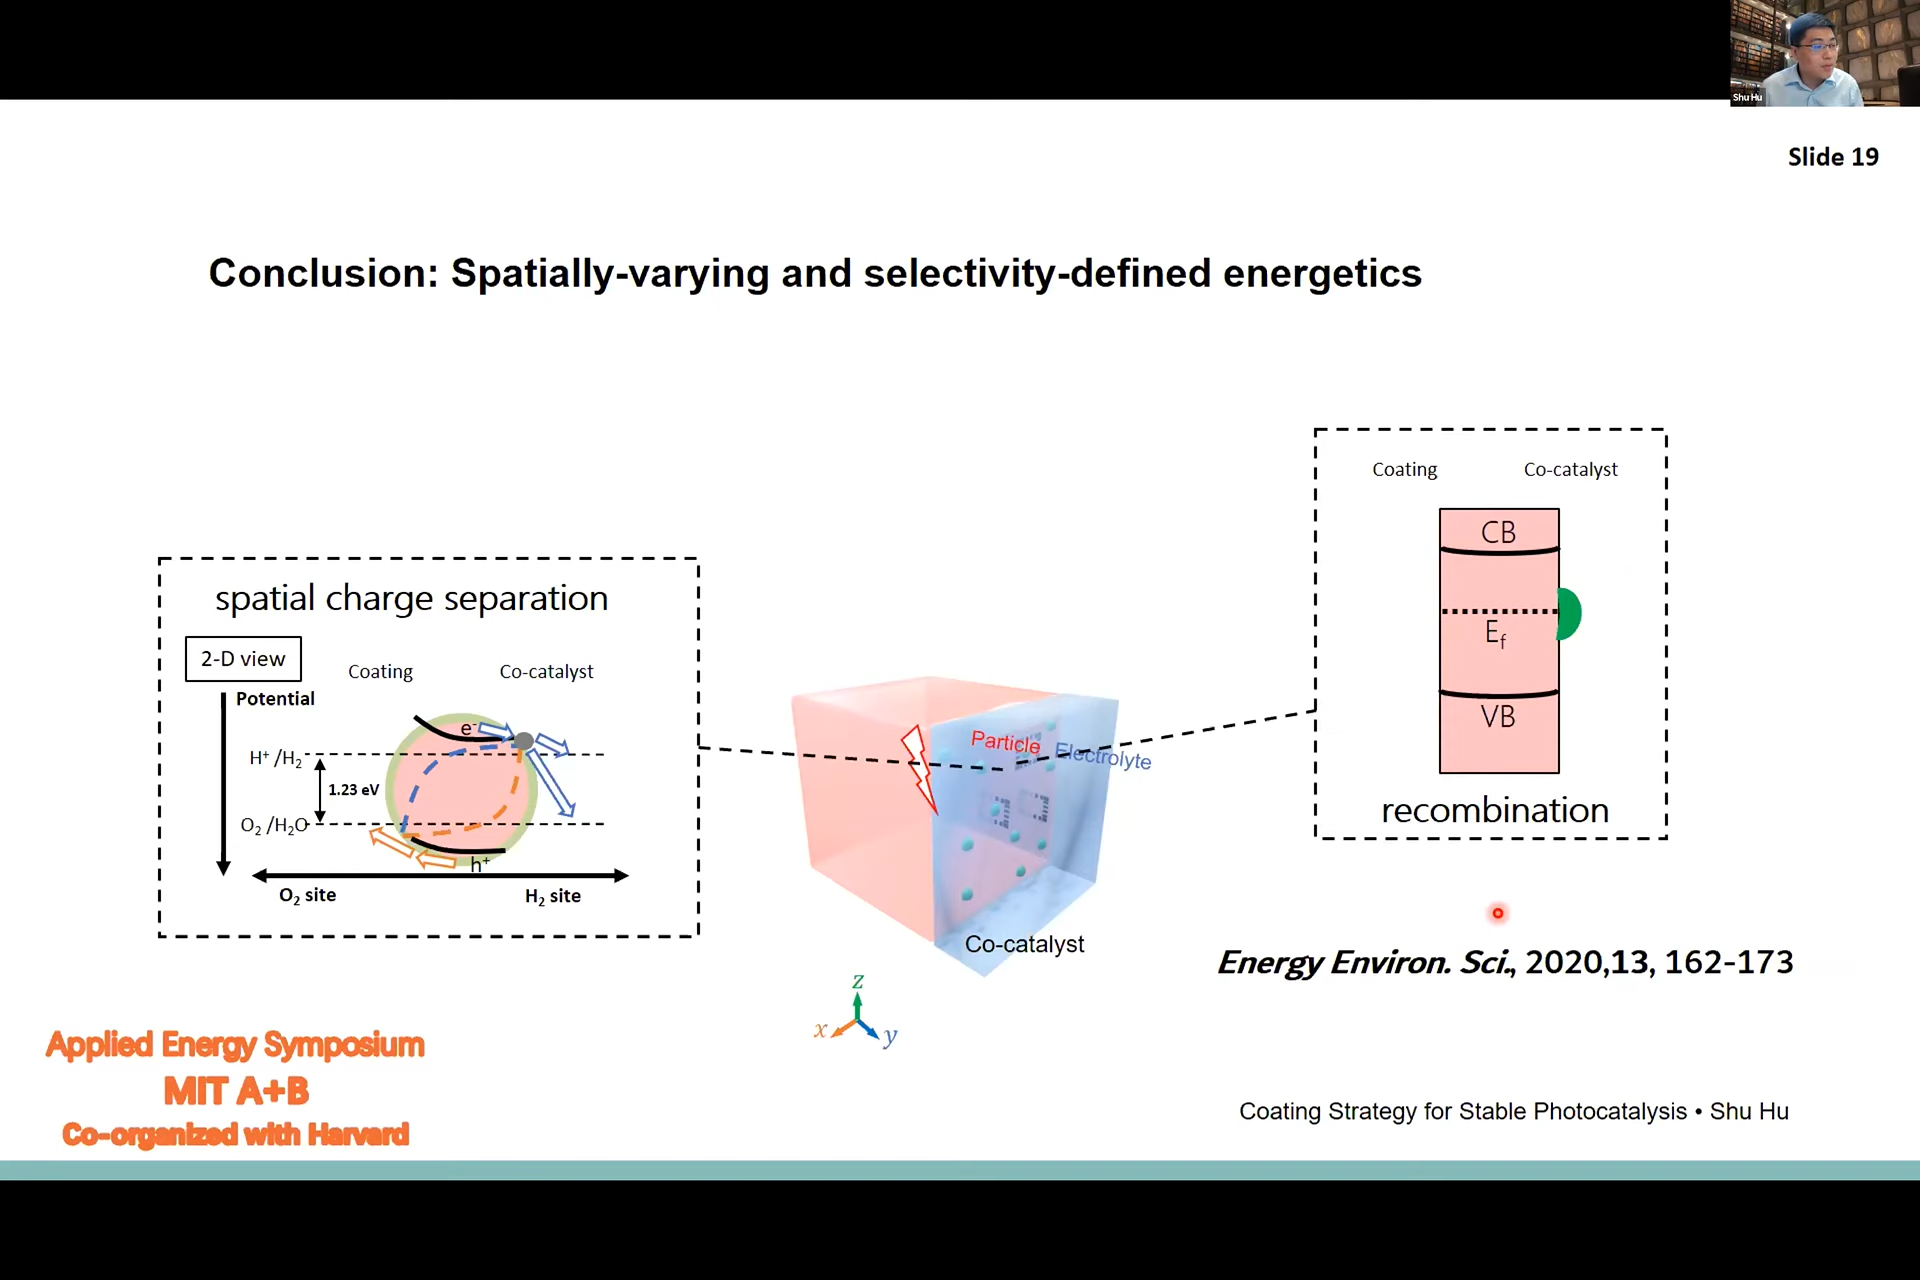 Shu Hu
Slide 19
Conclusion: Spatially-varying and selectivity-defined energetics
spatial charge separation
2-D view
Coating
Co-catalyst
Potential
e⁻
H⁺ /H₂
1.23 eV
O₂ /H₂O
h⁺
O₂ site
H₂ site
Particle
Electrolyte
Co-catalyst
z
x
y
Coating
Co-catalyst
CB
E_f
VB
recombination
Energy Environ. Sci., 2020,13, 162-173
Applied Energy Symposium
MIT A+B
Co-organized with Harvard
Coating Strategy for Stable Photocatalysis • Shu Hu